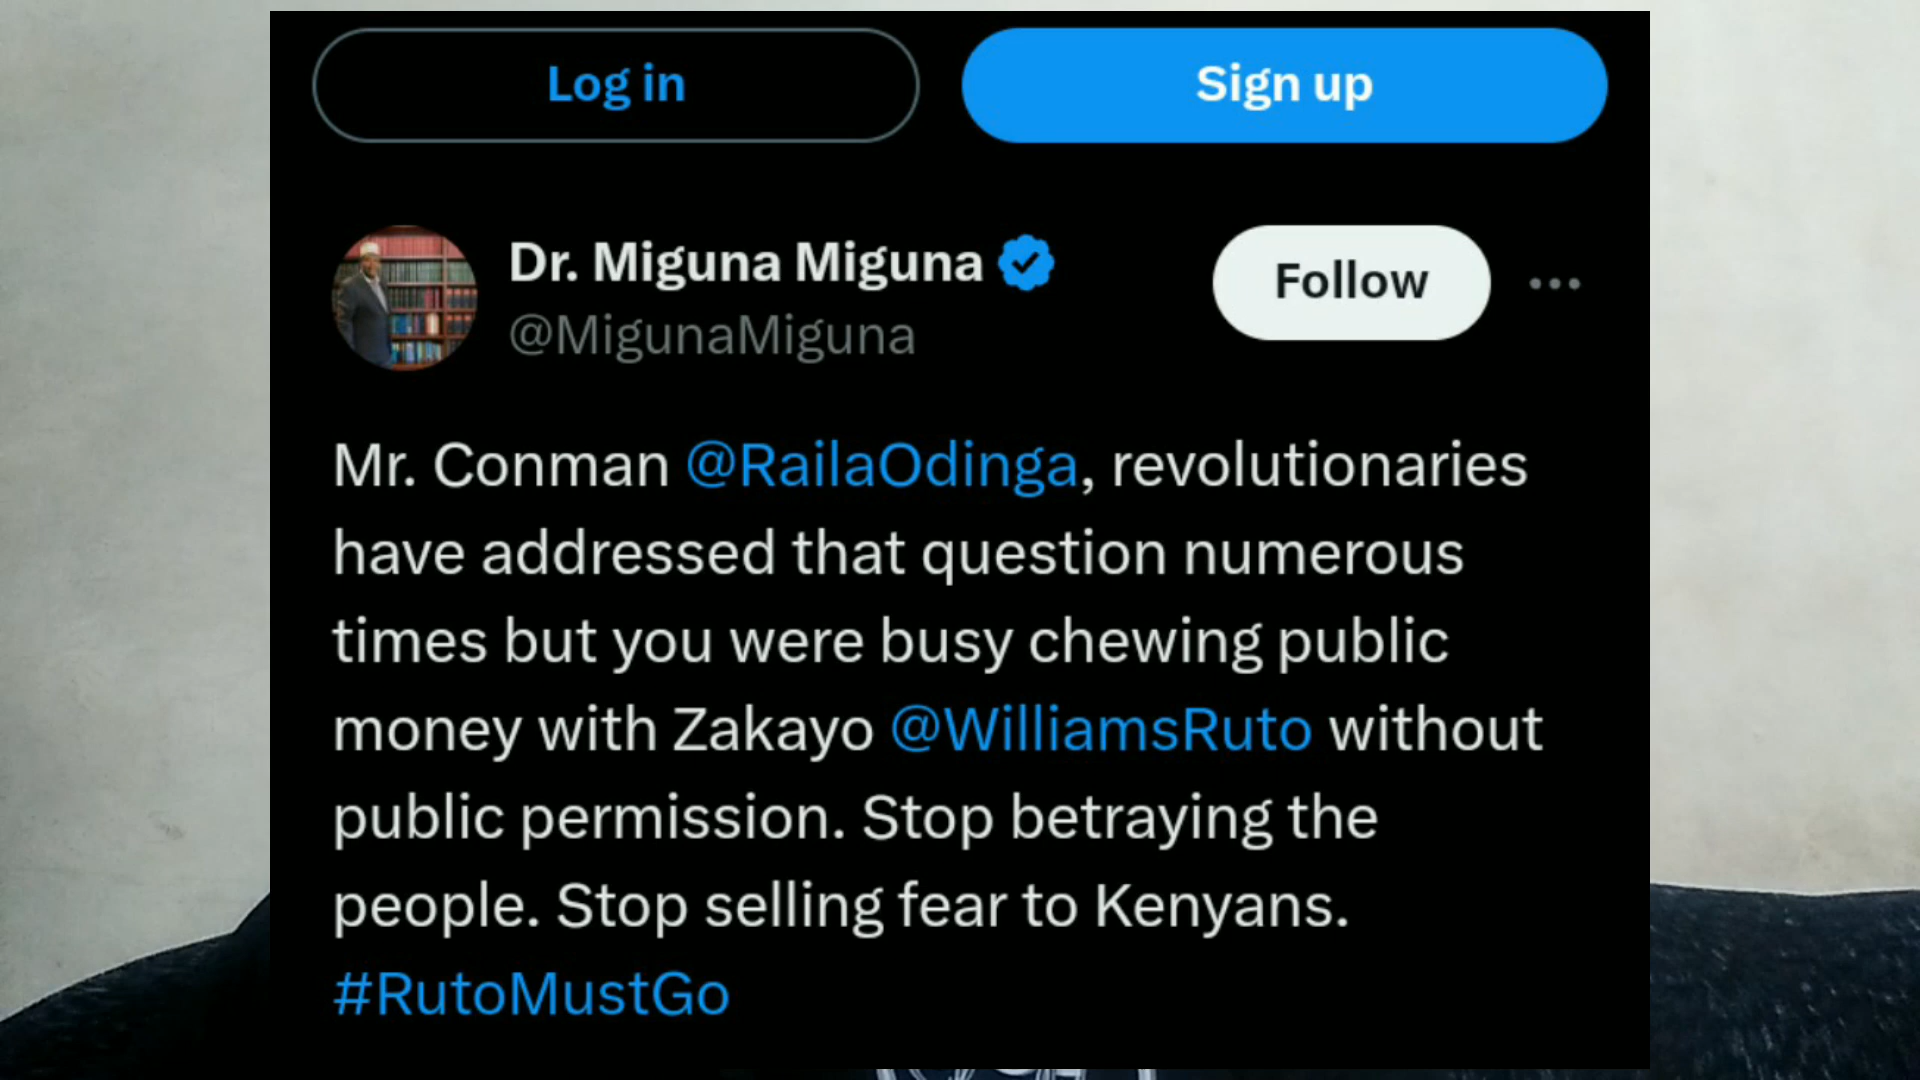 Log in
Sign up
Dr. Miguna Miguna
@MigunaMiguna
Follow
Mr. Conman @RailaOdinga, revolutionaries
have addressed that question numerous
times but you were busy chewing public
money with Zakayo @WilliamsRuto without
public permission. Stop betraying the
people. Stop selling fear to Kenyans.
#RutoMustGo